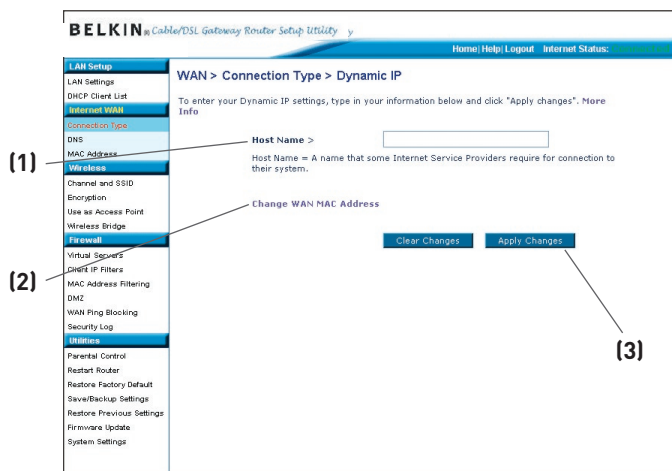 BELKIN® Cable/DSL Gateway Router Setup Utility
Home|Help|Logout Internet Status:
LAN Setup
LAN Settings
DHCP Client List
Internet WAN
Connection Type
DNS
MAC Address
Wireless
Channel and SSID
Encryption
Use as Access Point
Wireless Bridge
Firewall
Virtual Servers
Client IP Filters
MAC Address Filtering
DMZ
WAN Ping Blocking
Security Log
Utilities
Parental Control
Restart Router
Restore Factory Default
Save/Backup Settings
Restore Previous Settings
Firmware Update
System Settings
WAN > Connection Type > Dynamic IP
To enter your Dynamic IP settings, type in your information below and click "Apply changes". More
Info
(1)
Host Name >
Host Name = A name that some Internet Service Providers require for connection to
their system.
(2)
Change WAN MAC Address
Clear Changes
Apply Changes
(3)